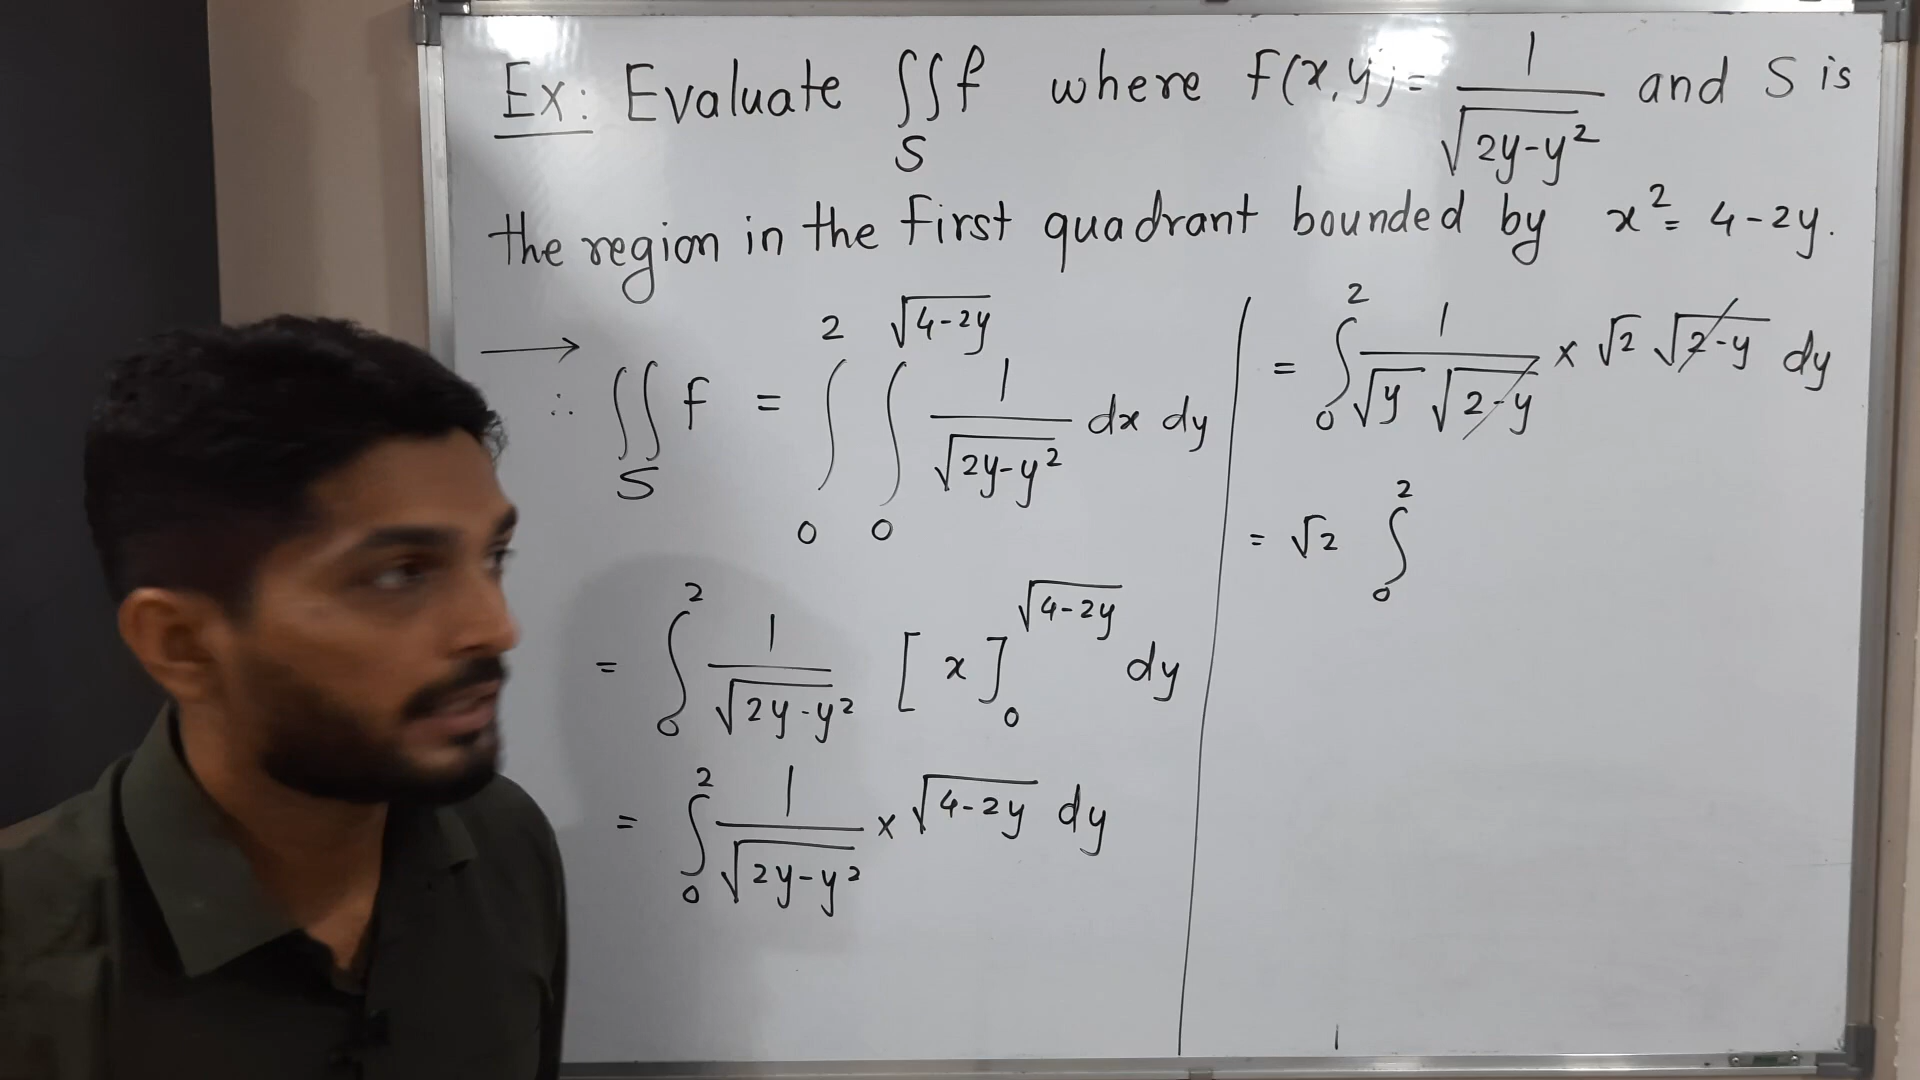 Ex: Evaluate ∬_S f where f(x,y) = 1/√(2y-y²) and S is
the region in the first quadrant bounded by x² = 4-2y.
→
∴ ∬_S f = ∫_0^2 ∫_0^√(4-2y) 1/√(2y-y²) dx dy
= ∫_0^2 1/√(2y-y²) [x]_0^√(4-2y) dy
= ∫_0^2 1/√(2y-y²) × √(4-2y) dy
= ∫_0^2 1/(√y √(2-y)) × √2 √(2-y) dy
= √2 ∫_0^2